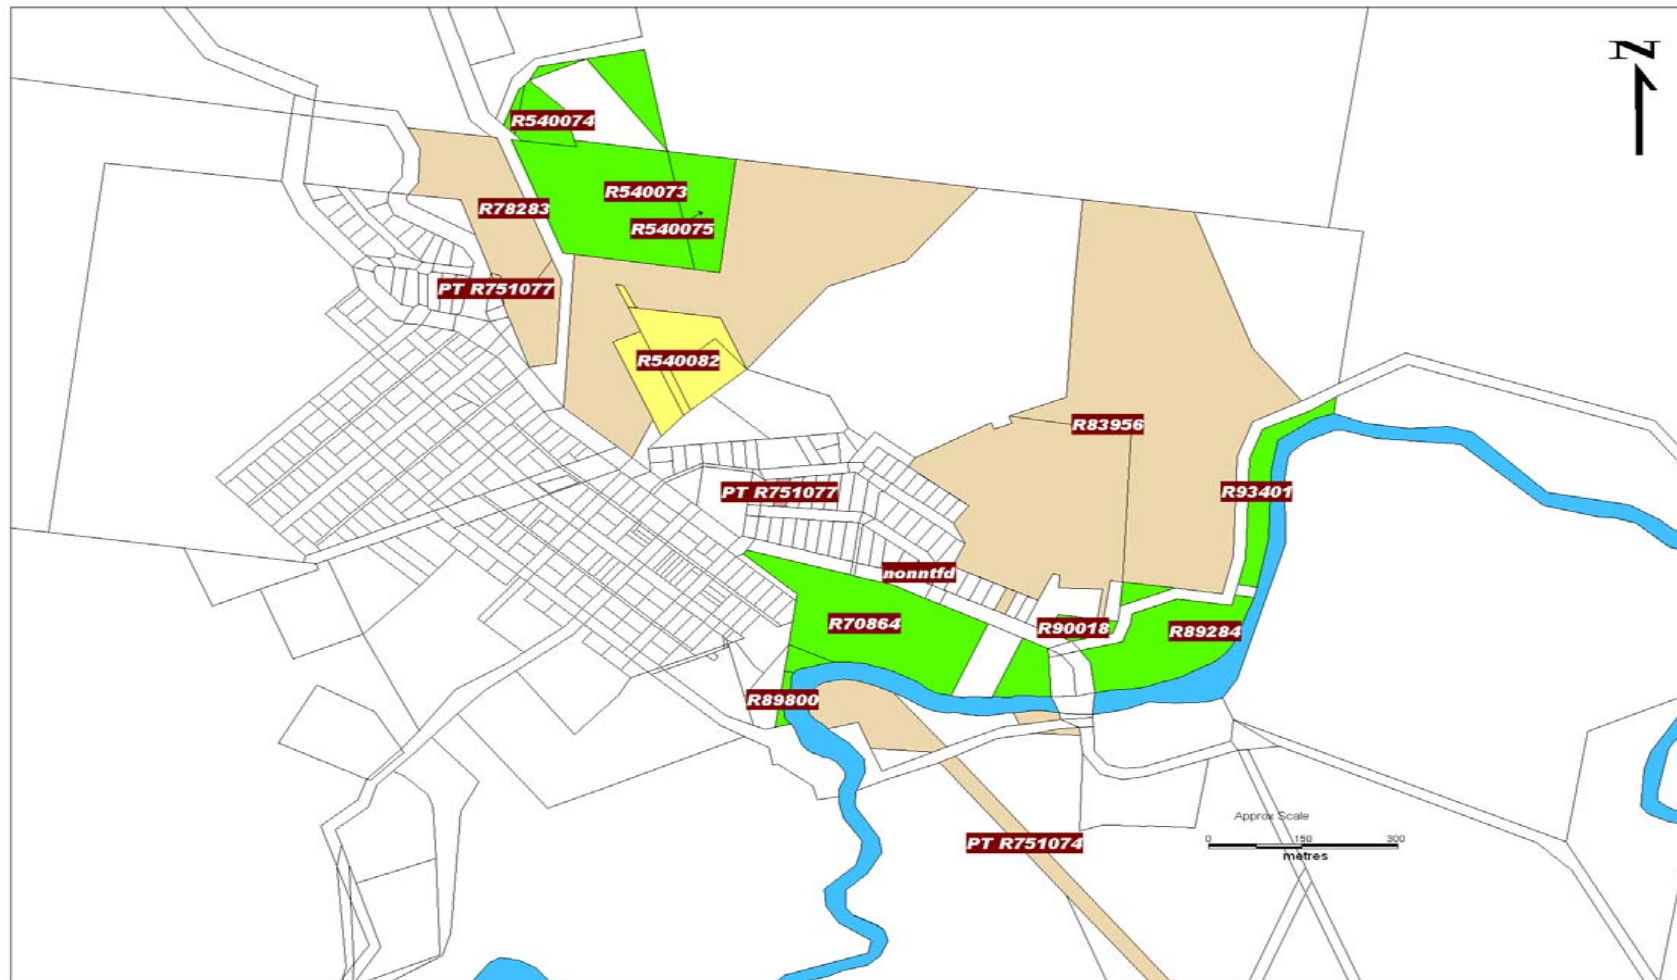 N
R540074
R540073
R78283
R540075
PT R751077
R540082
R83956
PT R751077
R93401
nonntfd
R70864
R90018
R89284
R89800
Approx Scale
0 150 300
metres
PT R751074